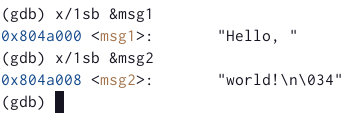 (gdb) x/1sb &msg1
0x804a000 <msg1>:        "Hello, "
(gdb) x/1sb &msg2
0x804a008 <msg2>:        "world!\n\034"
(gdb)